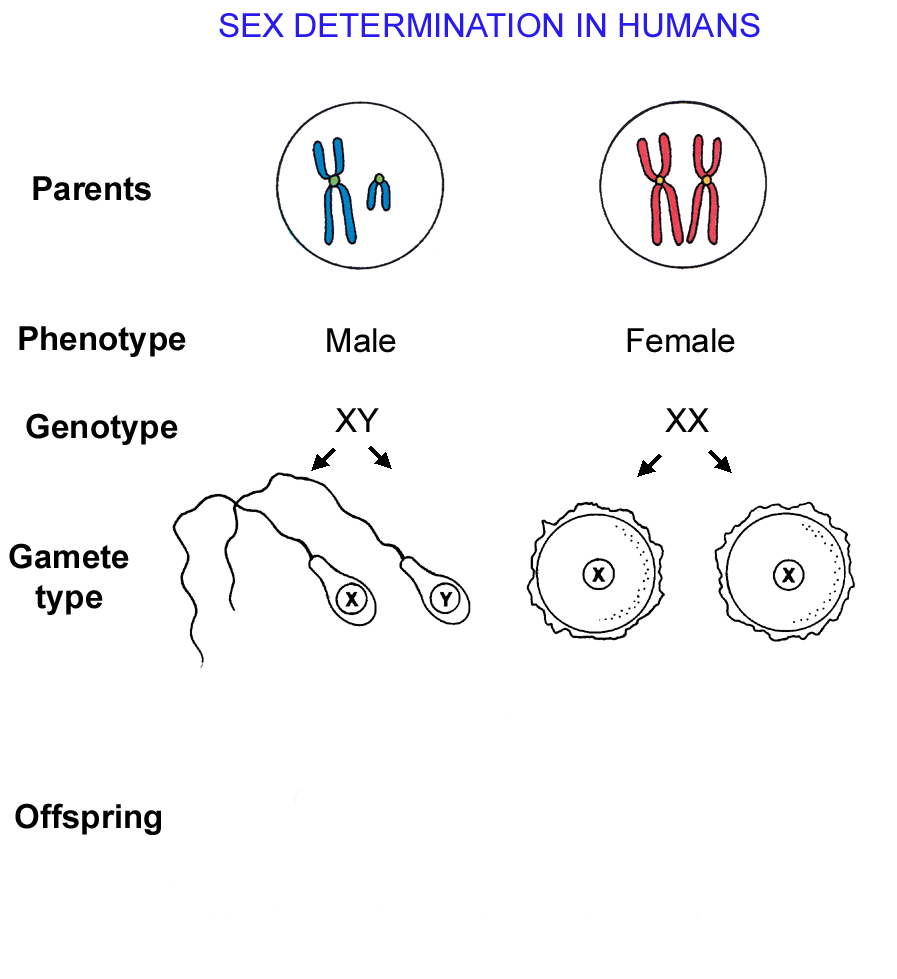 SEX DETERMINATION IN HUMANS
Parents
Phenotype Male Female
Genotype XY XX
Gamete
type
X Y X X
Offspring